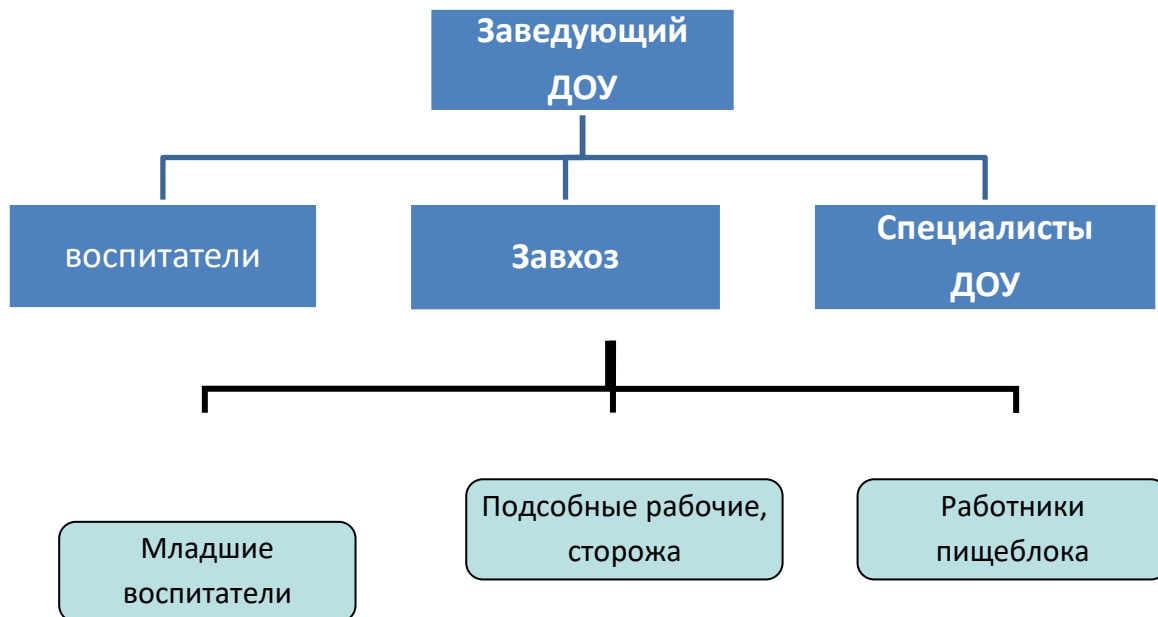 Заведующий
ДОУ
воспитатели
Завхоз
Специалисты
ДОУ
Младшие
воспитатели
Подсобные рабочие,
сторожа
Работники
пищеблока